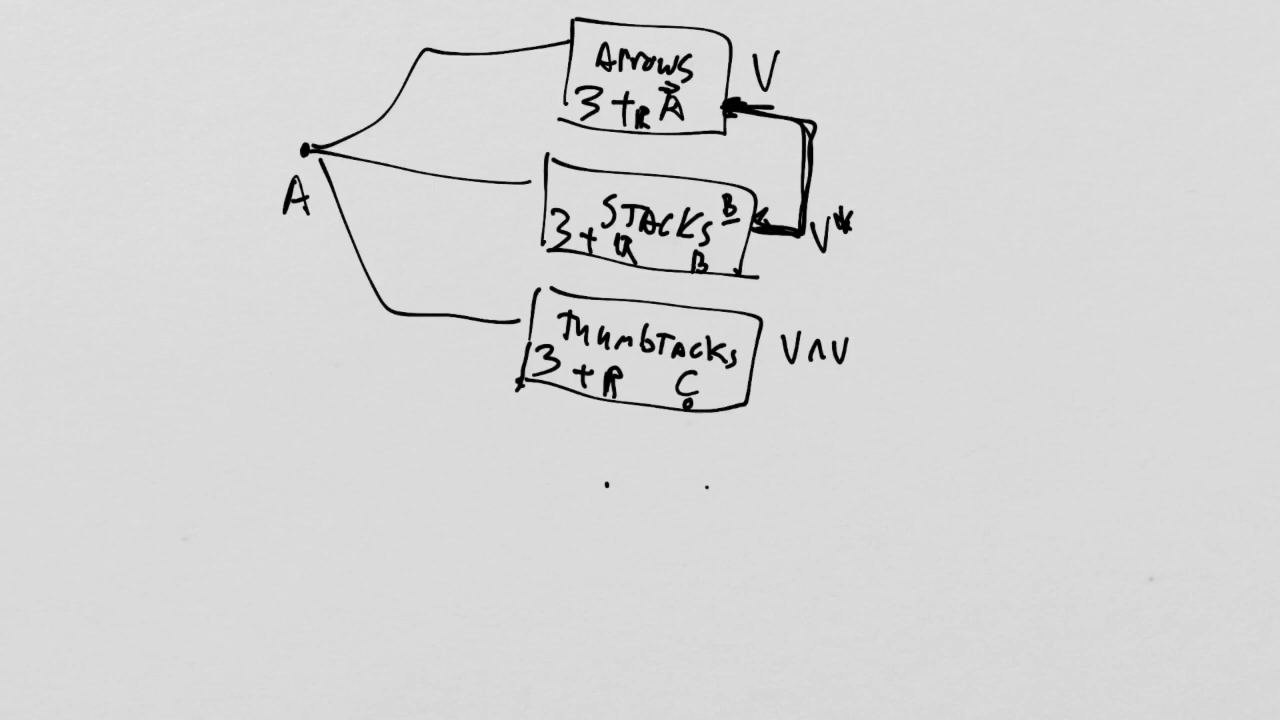 ARROWS V
3 + R A⃗
A
STACKS B
3 + R B V*
THUMBTACKS V∧V
3 + R C